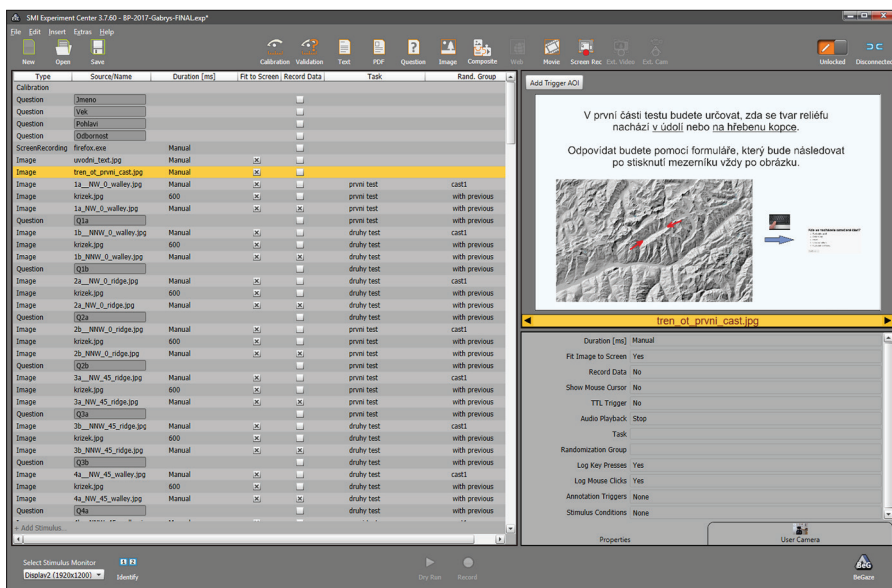 SMI Experiment Center 3.7.60 - BP-2017-Gabrys-FINAL.exp*
File Edit Insert Extras Help
New Open Save Calibration Validation Text PDF Question Image Composite Web Movie Screen Rec Ext. Video Ext. Cam Unlocked Disconnected
Type Source/Name Duration [ms] Fit to Screen Record Data Task Rand. Group
Calibration
Question Jmeno
Question Vek
Question Pohlavi
Question Odbornost
ScreenRecording firefox.exe Manual
Image uvodni_text.jpg Manual
Image tren_ot_prvni_cast.jpg Manual
Image 1a__NW_0_walley.jpg Manual prvni test cast1
Image krizek.jpg 600 prvni test with previous
Image 1a_NW_0_walley.jpg Manual prvni test with previous
Question Q1a prvni test with previous
Image 1b__NNW_0_walley.jpg Manual druhy test cast1
Image krizek.jpg 600 druhy test with previous
Image 1b_NNW_0_walley.jpg Manual druhy test with previous
Question Q1b druhy test with previous
Image 2a__NW_0_ridge.jpg Manual druhy test cast1
Image krizek.jpg 600 druhy test with previous
Image 2a_NW_0_ridge.jpg Manual druhy test with previous
Question Q2a druhy test with previous
Image 2b__NNW_0_ridge.jpg Manual prvni test cast1
Image krizek.jpg 600 prvni test with previous
Image 2b_NNW_0_ridge.jpg Manual prvni test with previous
Question Q2b prvni test with previous
Image 3a__NW_45_ridge.jpg Manual prvni test cast1
Image krizek.jpg 600 prvni test with previous
Image 3a_NW_45_ridge.jpg Manual prvni test with previous
Question Q3a prvni test with previous
Image 3b__NNW_45_ridge.jpg Manual druhy test cast1
Image krizek.jpg 600 druhy test with previous
Image 3b_NNW_45_ridge.jpg Manual druhy test with previous
Question Q3b druhy test with previous
Image 4a__NW_45_walley.jpg Manual druhy test cast1
Image krizek.jpg 600 druhy test with previous
Image 4a_NW_45_walley.jpg Manual druhy test with previous
Question Q4a druhy test with previous
+ Add Stimulus...
Add Trigger AOI
V první části testu budete určovat, zda se tvar reliéfu
nachází v údolí nebo na hřebenu kopce.
Odpovídat budete pomocí formuláře, který bude následovat
po stisknutí mezerníku vždy po obrázku.
tren_ot_prvni_cast.jpg
Duration [ms] Manual
Fit Image to Screen Yes
Record Data No
Show Mouse Cursor No
TTL Trigger No
Audio Playback Stop
Task
Randomization Group
Log Key Presses Yes
Log Mouse Clicks Yes
Annotation Triggers None
Stimulus Conditions None
Properties User Camera
Select Stimulus Monitor
Display2 (1920x1200) Identify Dry Run Record BeGaze